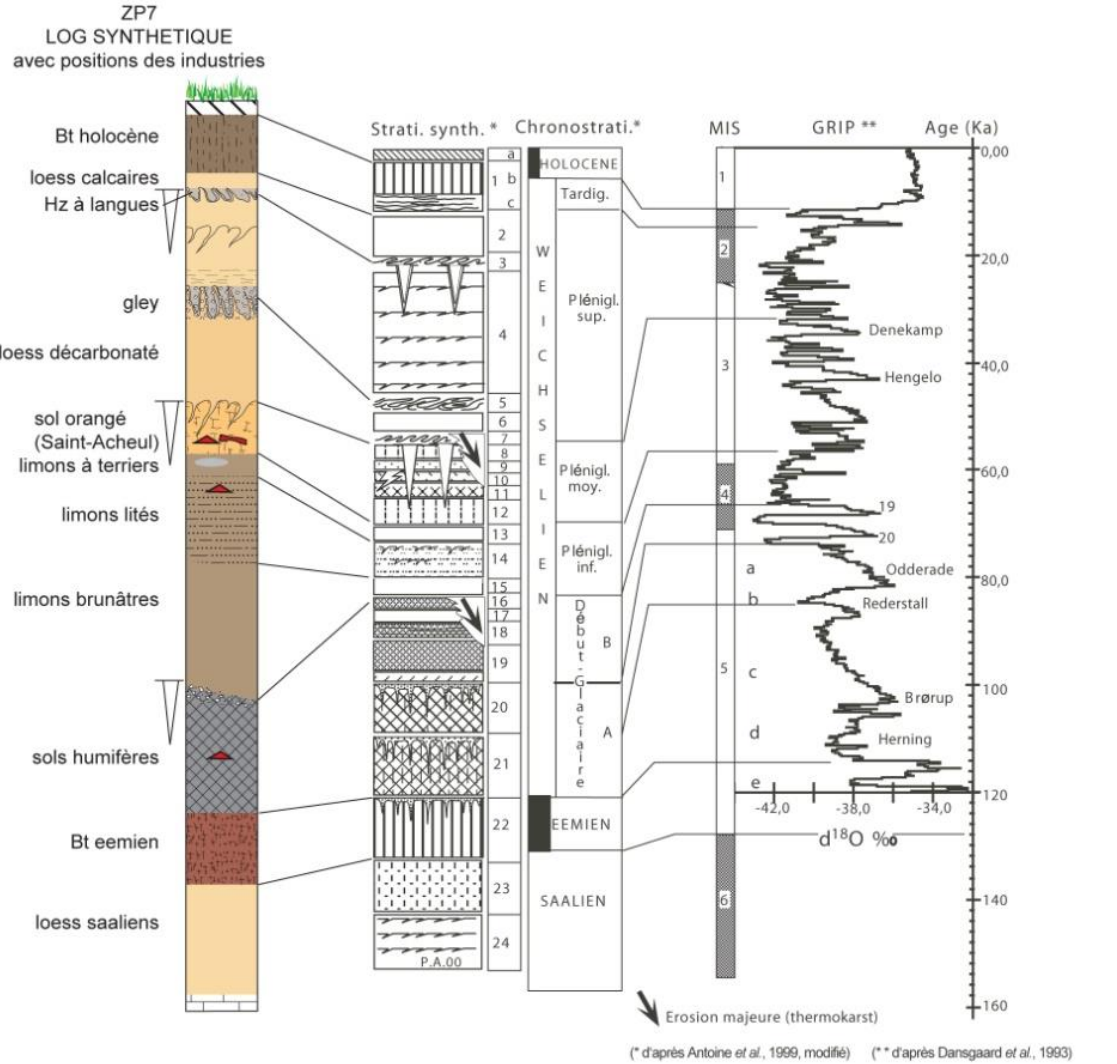 ZP7
LOG SYNTHETIQUE
avec positions des industries
Bt holocène
loess calcaires
Hz à langues
gley
loess décarbonaté
sol orangé
(Saint-Acheul)
limons à terriers
limons lités
limons brunâtres
sols humifères
Bt eemien
loess saaliens
Strati. synth. *
a
1 b
c
2
3
4
5
6
7
8
9
10
11
12
13
14
15
16
17
18
19
20
21
22
23
24
P.A.00
Chronostrati.*
HOLOCENE
WEICHSELIEN
Tardig.
Plénigl.
sup.
Plénigl.
moy.
Plénigl.
inf.
Début-Glaciaire
B
A
EEMIEN
SAALIEN
MIS
1
2
3
4
5
a
b
c
d
e
6
GRIP **
Denekamp
Hengelo
19
20
Odderade
Rederstall
Brørup
Herning
-42,0 -38,0 -34,0
d18O ‰
Age (Ka)
0,00
20,0
40,0
60,0
80,0
100
120
140
160
Erosion majeure (thermokarst)
(* d'après Antoine et al., 1999, modifié) (** d'après Dansgaard et al., 1993)